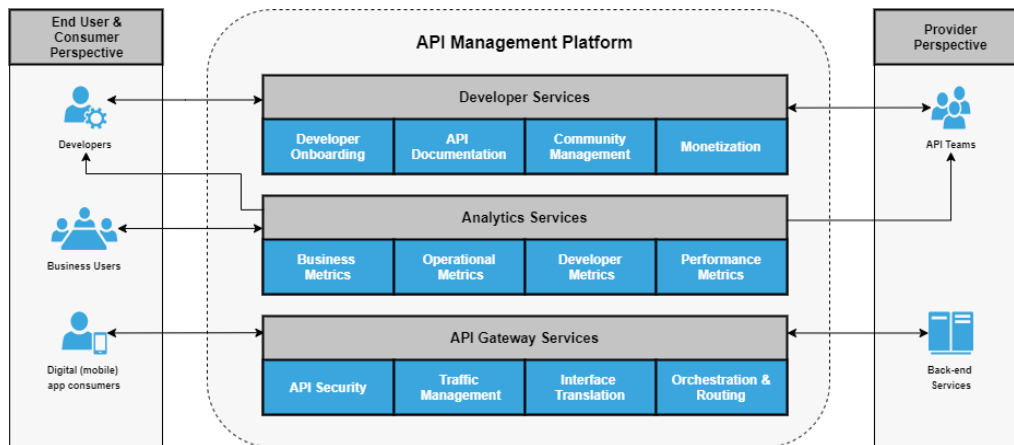 End User &
Consumer
Perspective
API Management Platform
Provider
Perspective
Developers
Developer Services
Developer
Onboarding
API
Documentation
Community
Management
Monetization
API Teams
Business Users
Analytics Services
Business
Metrics
Operational
Metrics
Developer
Metrics
Performance
Metrics
Digital (mobile)
app consumers
API Gateway Services
API Security
Traffic
Management
Interface
Translation
Orchestration &
Routing
Back-end
Services